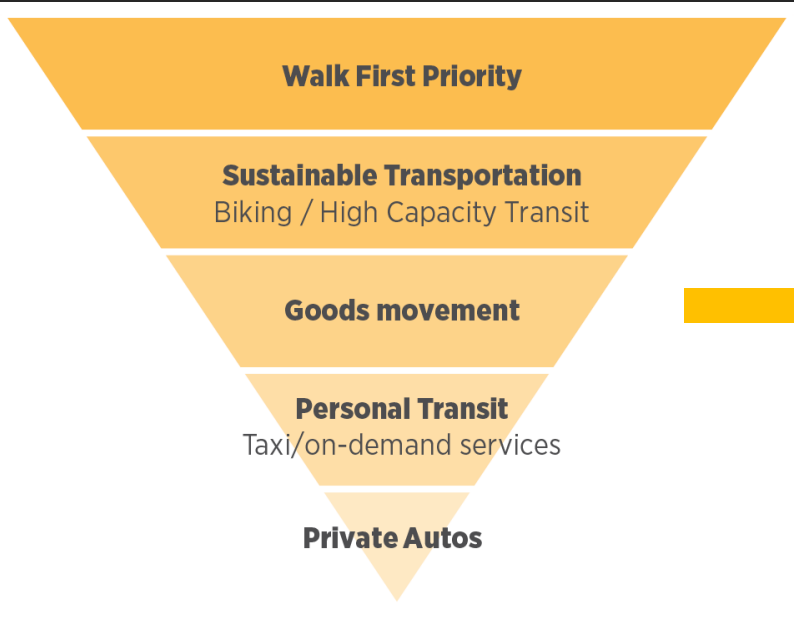 Walk First Priority
Sustainable Transportation
Biking / High Capacity Transit
Goods movement
Personal Transit
Taxi/on-demand services
Private Autos